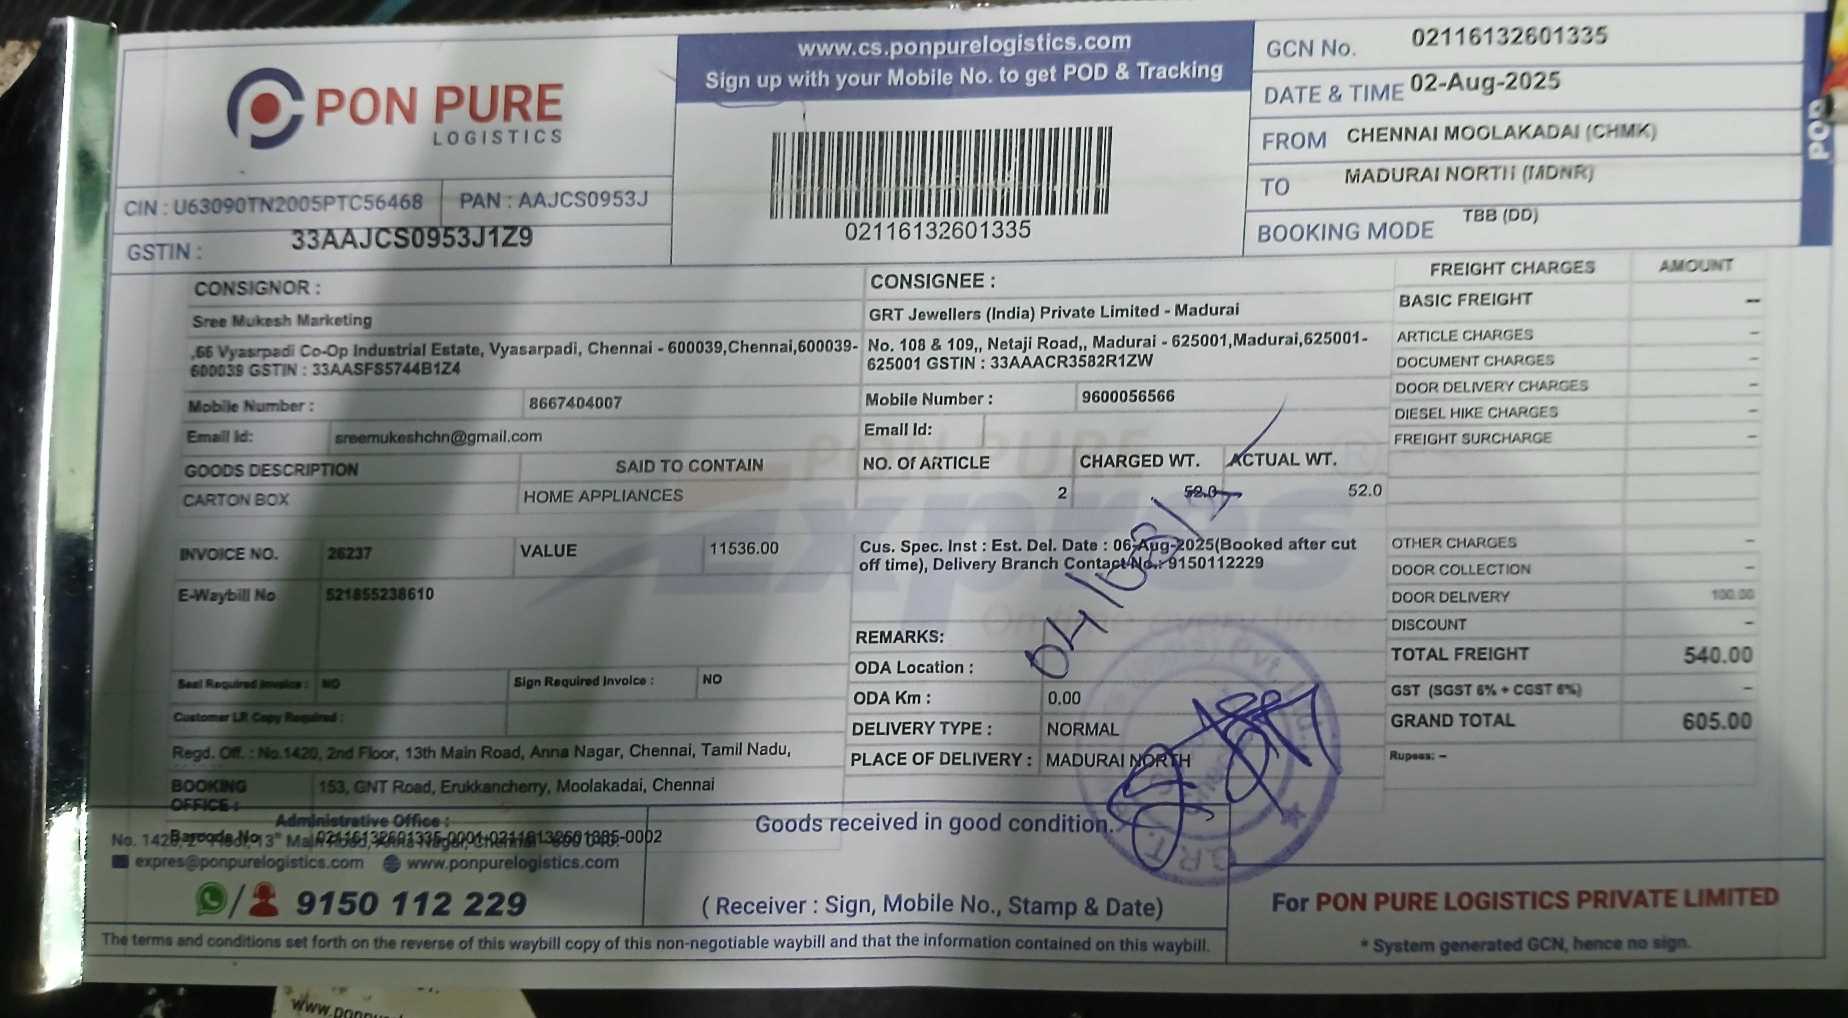 PON PURE
LOGISTICS
www.cs.ponpurelogistics.com
Sign up with your Mobile No. to get POD & Tracking
02116132601335
GCN No. 02116132601335
DATE & TIME 02-Aug-2025
FROM CHENNAI MOOLAKADAI (CHMK)
TO MADURAI NORTH (MDNR)
BOOKING MODE TBB (DD)
POD
CIN : U63090TN2005PTC56468 PAN : AAJCS0953J
GSTIN : 33AAJCS0953J1Z9
CONSIGNOR :
Sree Mukesh Marketing
,66 Vyasrpadi Co-Op Industrial Estate, Vyasarpadi, Chennai - 600039,Chennai,600039-
600039 GSTIN : 33AASFS5744B1Z4
Mobile Number : 8667404007
Email Id: sreemukeshchn@gmail.com
CONSIGNEE :
GRT Jewellers (India) Private Limited - Madurai
No. 108 & 109,, Netaji Road,, Madurai - 625001,Madurai,625001-
625001 GSTIN : 33AAACR3582R1ZW
Mobile Number : 9600056566
Email Id:
GOODS DESCRIPTION SAID TO CONTAIN NO. Of ARTICLE CHARGED WT. ACTUAL WT.
CARTON BOX HOME APPLIANCES 2 52.0 52.0
INVOICE NO. 26237 VALUE 11536.00
E-Waybill No 521855238610
Cus. Spec. Inst : Est. Del. Date : 06-Aug-2025(Booked after cut
off time), Delivery Branch Contact No.: 9150112229
REMARKS:
ODA Location :
ODA Km : 0.00
DELIVERY TYPE : NORMAL
PLACE OF DELIVERY : MADURAI NORTH
Seal Required Invoice : NO Sign Required Invoice : NO
Customer LR Copy Required :
Regd. Off. : No.1420, 2nd Floor, 13th Main Road, Anna Nagar, Chennai, Tamil Nadu,
BOOKING OFFICE : 153, GNT Road, Erukkancherry, Moolakadai, Chennai
FREIGHT CHARGES AMOUNT
BASIC FREIGHT --
ARTICLE CHARGES -
DOCUMENT CHARGES -
DOOR DELIVERY CHARGES -
DIESEL HIKE CHARGES -
FREIGHT SURCHARGE -
OTHER CHARGES -
DOOR COLLECTION -
DOOR DELIVERY 100.00
DISCOUNT -
TOTAL FREIGHT 540.00
GST (SGST 6% + CGST 6%) -
GRAND TOTAL 605.00
Rupees: -
Administrative Office :
Barcode No 02116132601335-0001,02116132601335-0002
expres@ponpurelogistics.com www.ponpurelogistics.com
9150 112 229
Goods received in good condition.
(Receiver : Sign, Mobile No., Stamp & Date)
For PON PURE LOGISTICS PRIVATE LIMITED
* System generated GCN, hence no sign.
The terms and conditions set forth on the reverse of this waybill copy of this non-negotiable waybill and that the information contained on this waybill.